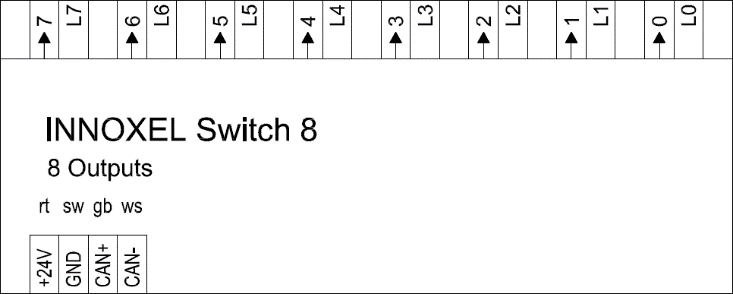 7 L7 6 L6 5 L5 4 L4 3 L3 2 L2 1 L1 0 L0
INNOXEL Switch 8
8 Outputs
rt sw gb ws
+24V GND CAN+ CAN-